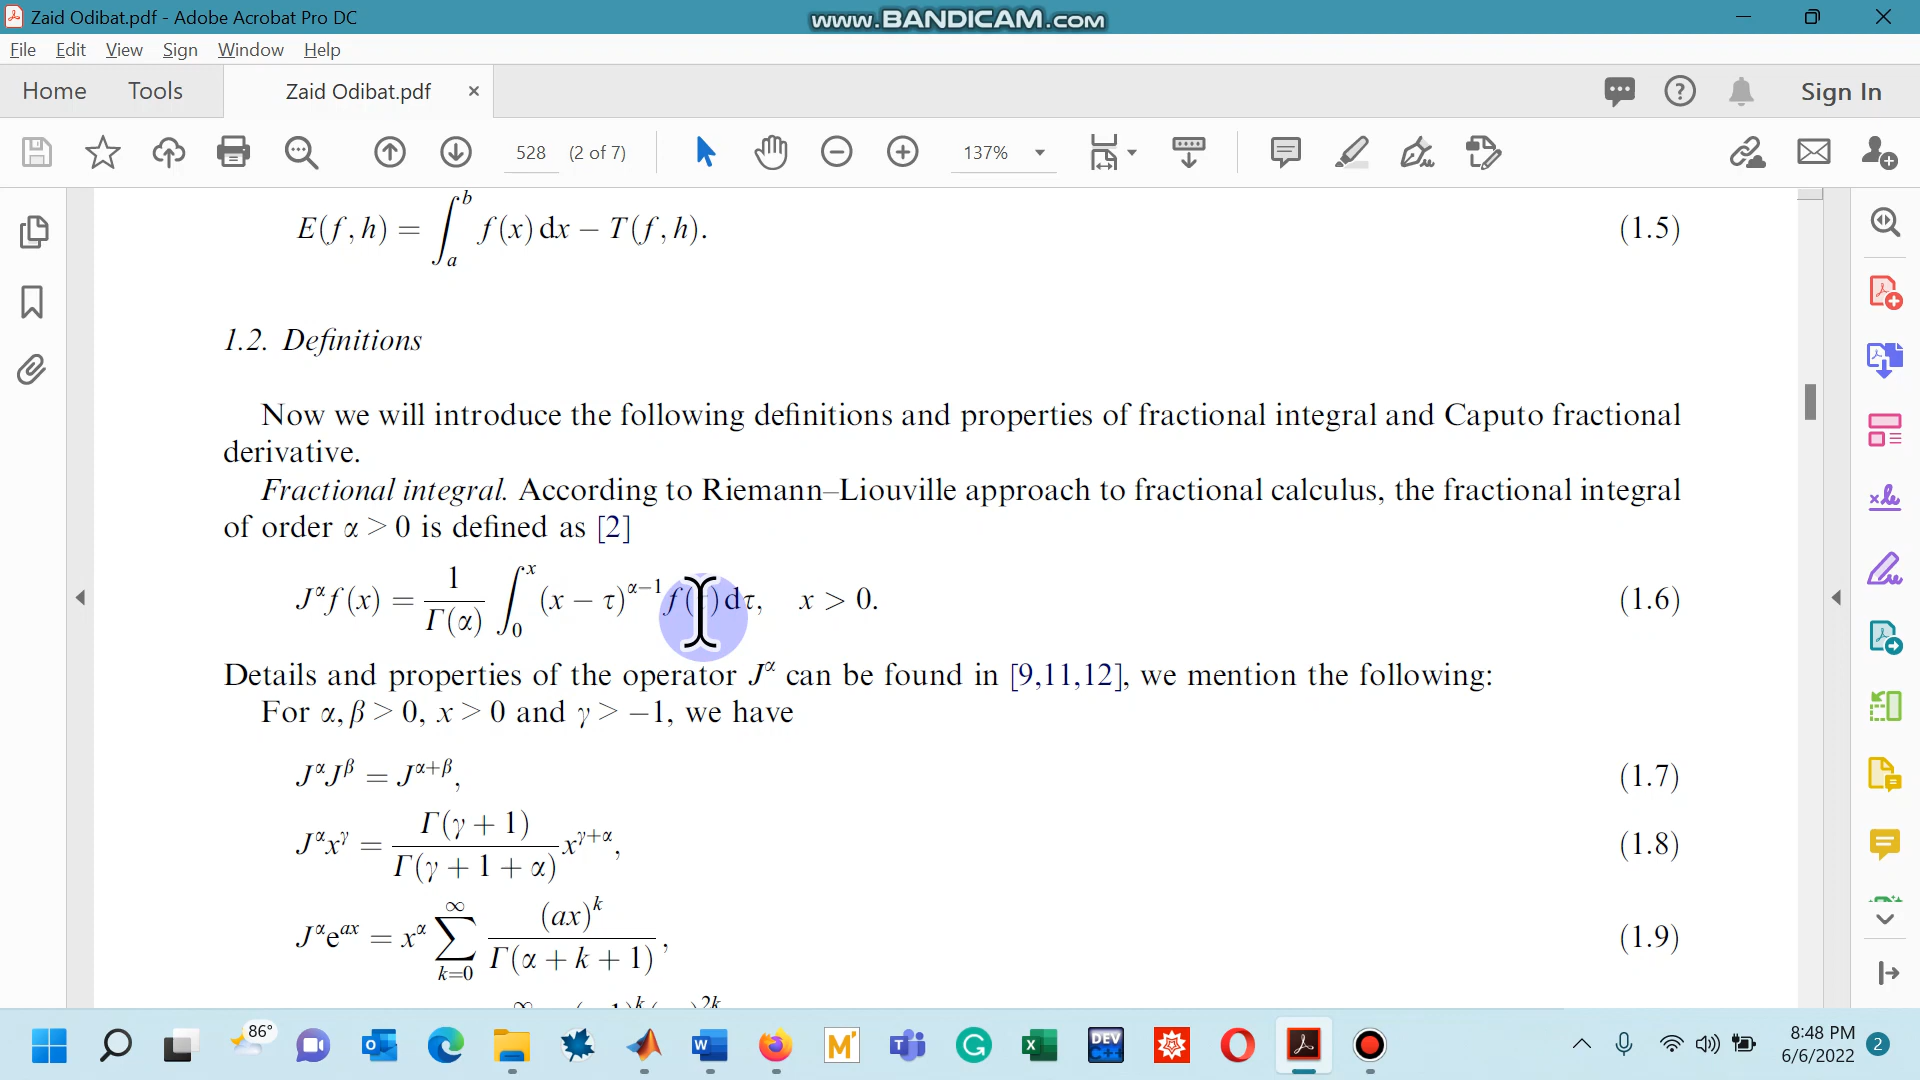 Zaid Odibat.pdf - Adobe Acrobat Pro DC
www.BANDICAM.com
File Edit View Sign Window Help
Home Tools Zaid Odibat.pdf × Sign In
528 (2 of 7) 137%
E(f, h) = ∫_a^b f(x) dx − T(f, h). (1.5)
1.2. Definitions
Now we will introduce the following definitions and properties of fractional integral and Caputo fractional
derivative.
Fractional integral. According to Riemann–Liouville approach to fractional calculus, the fractional integral
of order α > 0 is defined as [2]
J^α f(x) = 1/Γ(α) ∫_0^x (x − τ)^{α−1} f(τ) dτ, x > 0. (1.6)
Details and properties of the operator J^α can be found in [9,11,12], we mention the following:
For α, β > 0, x > 0 and γ > −1, we have
J^α J^β = J^{α+β}, (1.7)
J^α x^γ = Γ(γ + 1)/Γ(γ + 1 + α) x^{γ+α}, (1.8)
J^α e^{ax} = x^α ∑_{k=0}^∞ (ax)^k/Γ(α + k + 1), (1.9)
86°
DEV C++
8:48 PM
6/6/2022
2